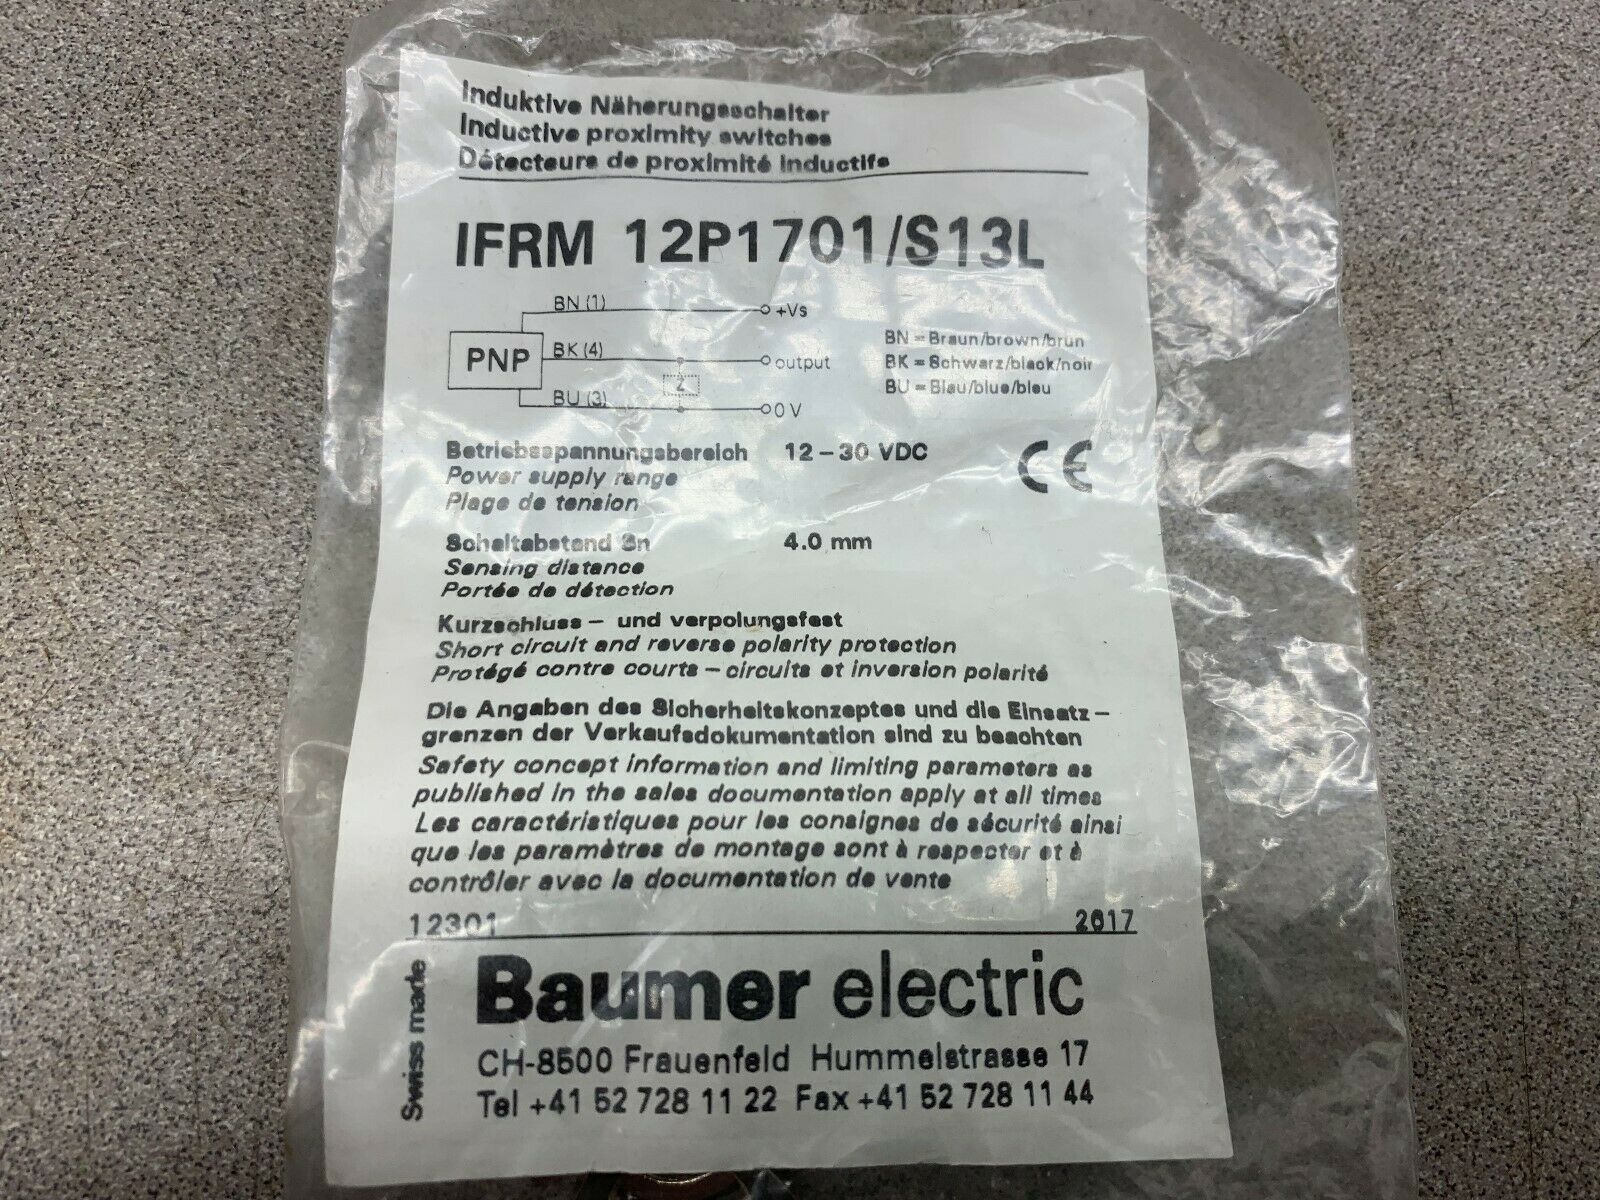 Induktive Näherungsschalter
Inductive proximity switches
Détecteurs de proximité inductifs
IFRM 12P1701/S13L
BN (1)
+Vs
PNP
BK (4)
output
Z
BU (3)
0 V
BN = Braun/brown/brun
BK = Schwarz/black/noir
BU = Blau/blue/bleu
Betriebsspannungsbereich 12 – 30 VDC
Power supply range
Plage de tension
CE
Schaltabstand Sn 4.0 mm
Sensing distance
Portée de détection
Kurzschluss – und verpolungsfest
Short circuit and reverse polarity protection
Protégé contre courts – circuits et inversion polarité
Die Angaben des Sicherheitskonzeptes und die Einsatz –
grenzen der Verkaufsdokumentation sind zu beachten
Safety concept information and limiting parameters as
published in the sales documentation apply at all times
Les caractéristiques pour les consignes de sécurité ainsi
que les paramètres de montage sont à respecter et à
contrôler avec la documentation de vente
12301 2617
Swiss made
Baumer electric
CH-8500 Frauenfeld Hummelstrasse 17
Tel +41 52 728 11 22 Fax +41 52 728 11 44